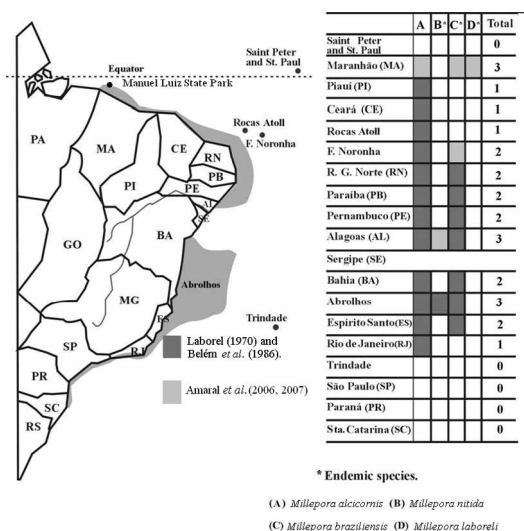 A B* C* D* Total
Saint Peter and St. Paul 0
Maranhão (MA) 3
Piauí (PI) 1
Ceará (CE) 1
Rocas Atoll 1
F. Noronha 2
R. G. Norte (RN) 2
Paraíba (PB) 2
Pernambuco (PE) 2
Alagoas (AL) 3
Sergipe (SE)
Bahia (BA) 2
Abrolhos 3
Espírito Santo (ES) 2
Rio de Janeiro (RJ) 1
Trindade 0
São Paulo (SP) 0
Paraná (PR) 0
Sta. Catarina (SC) 0
Saint Peter
and St. Paul
Equator
Manuel Luiz State Park
Rocas Atoll
F. Noronha
PA
MA
CE
RN
PB
PI
PE
AL
SE
BA
GO
Abrolhos
MG
ES
Trindade
SP
RJ
PR
SC
RS
Laborel (1970) and
Belém et al. (1986).
Amaral et al. (2006, 2007)
* Endemic species.
(A) Millepora alcicornis (B) Millepora nitida
(C) Millepora braziliensis (D) Millepora laboreli